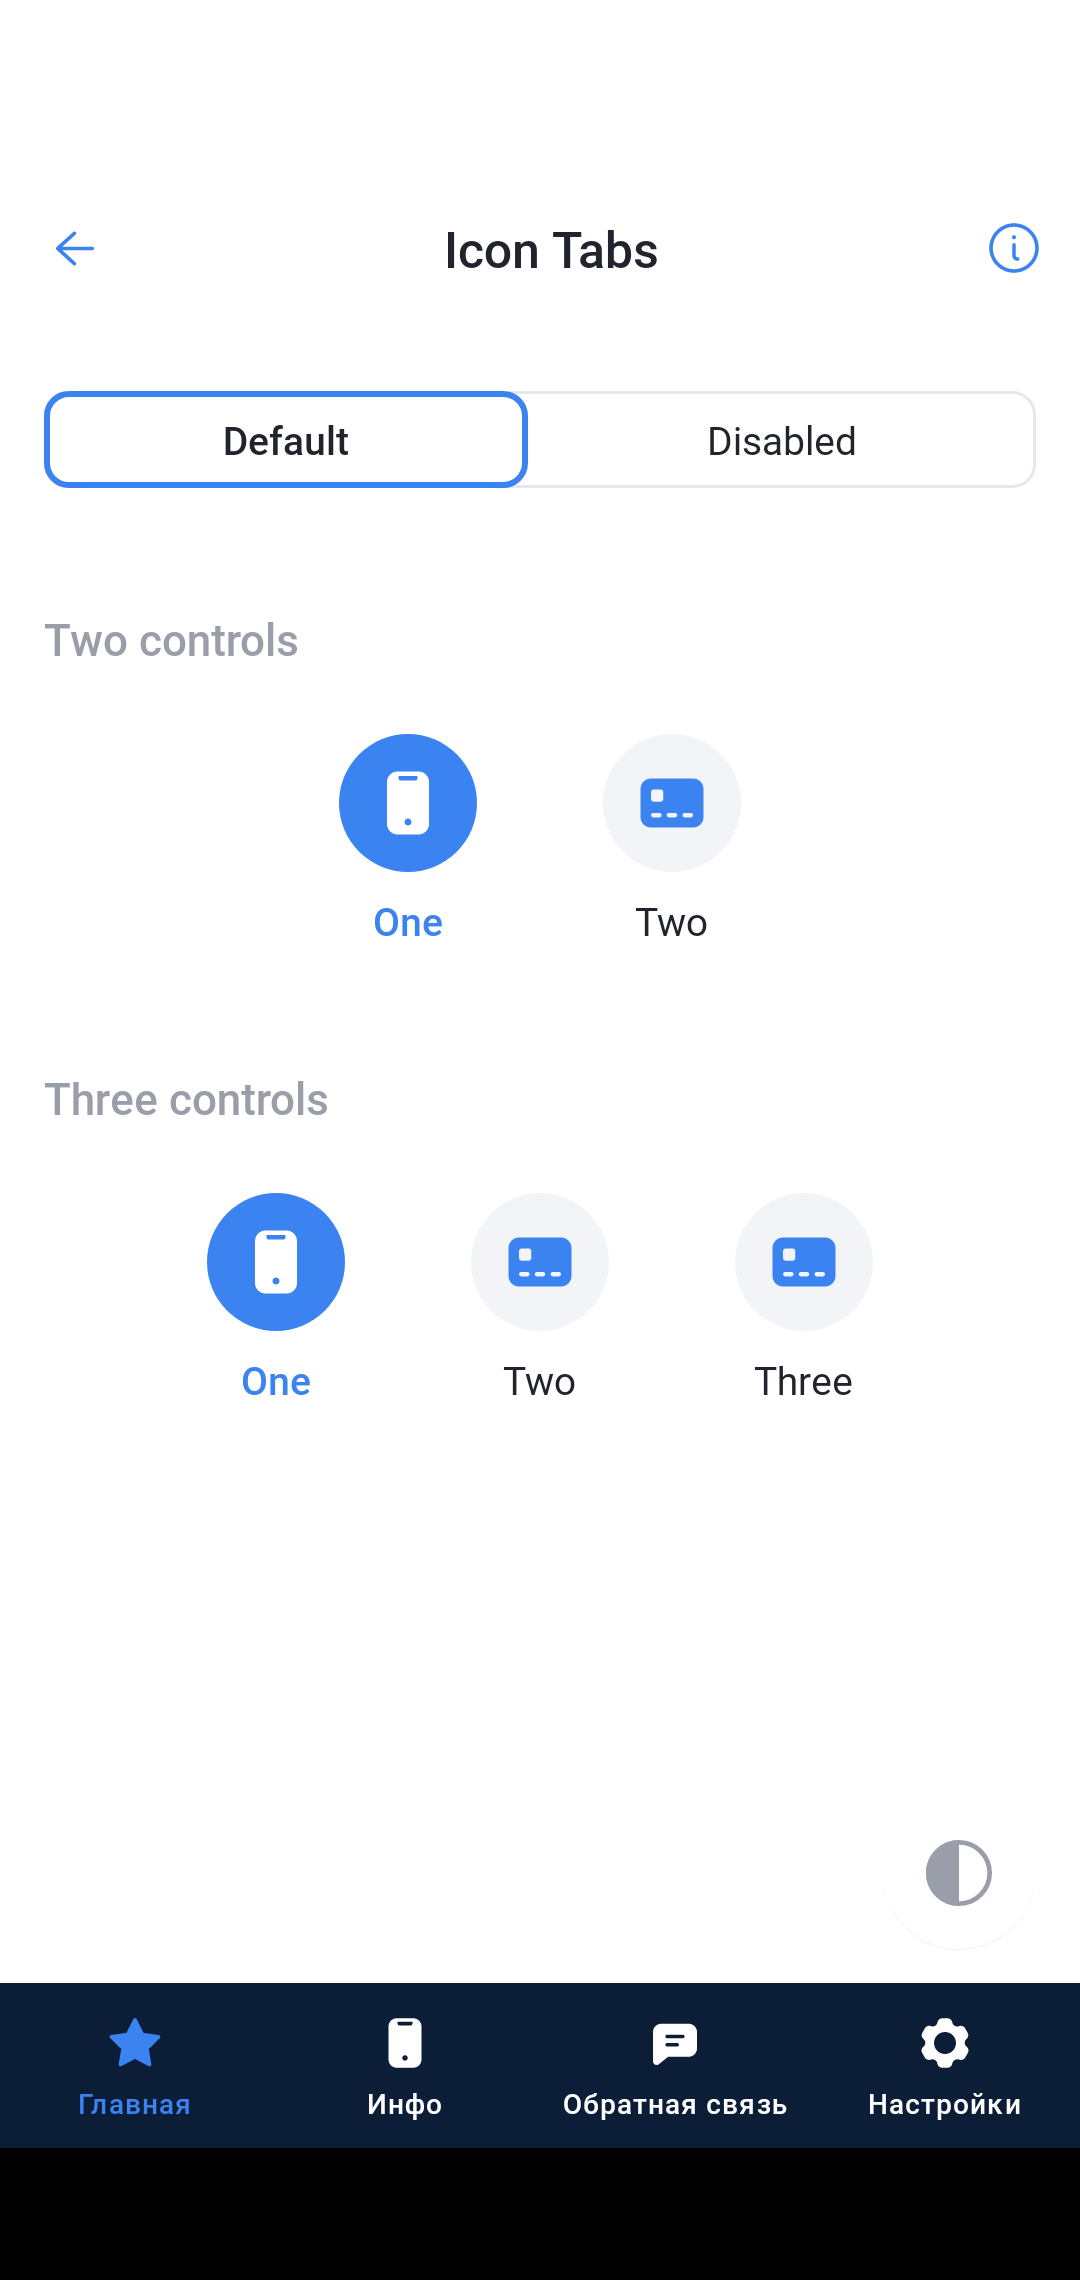 Icon Tabs
Default
Disabled
Two controls
One
Two
Three controls
One
Two
Three
Главная
Инфо
Обратная связь
Настройки